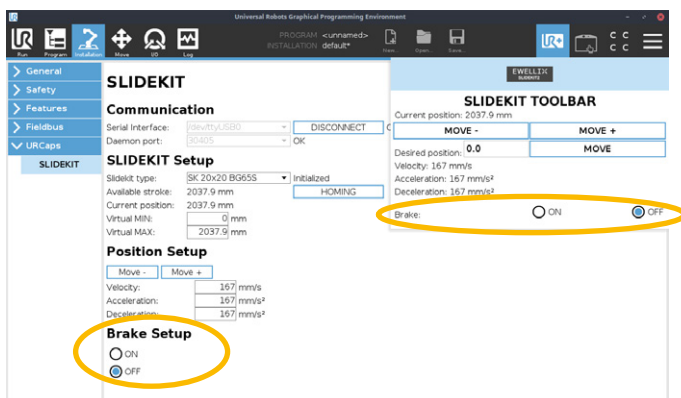 Universal Robots Graphical Programming Environment
UR
Run
Program
Installation
Move
I/O
Log
PROGRAM <unnamed>
INSTALLATION default*
New...
Open...
Save...
UR+
C C
C C
General
Safety
Features
Fieldbus
URCaps
SLIDEKIT
SLIDEKIT
Communication
Serial Interface: /dev/ttyUSB0 DISCONNECT
Daemon port: 30405 OK
SLIDEKIT Setup
Slidekit type: SK 20x20 BG65S Initialized
Available stroke: 2037.9 mm HOMING
Current position: 2037.9 mm
Virtual MIN: 0 mm
Virtual MAX: 2037.9 mm
Position Setup
Move - Move +
Velocity: 167 mm/s
Acceleration: 167 mm/s²
Deceleration: 167 mm/s²
Brake Setup
ON
OFF
EWELLIX
SLIDEKIT TOOLBAR
Current position: 2037.9 mm
MOVE - MOVE +
Desired position: 0.0 MOVE
Velocity: 167 mm/s
Acceleration: 167 mm/s²
Deceleration: 167 mm/s²
Brake: ON OFF